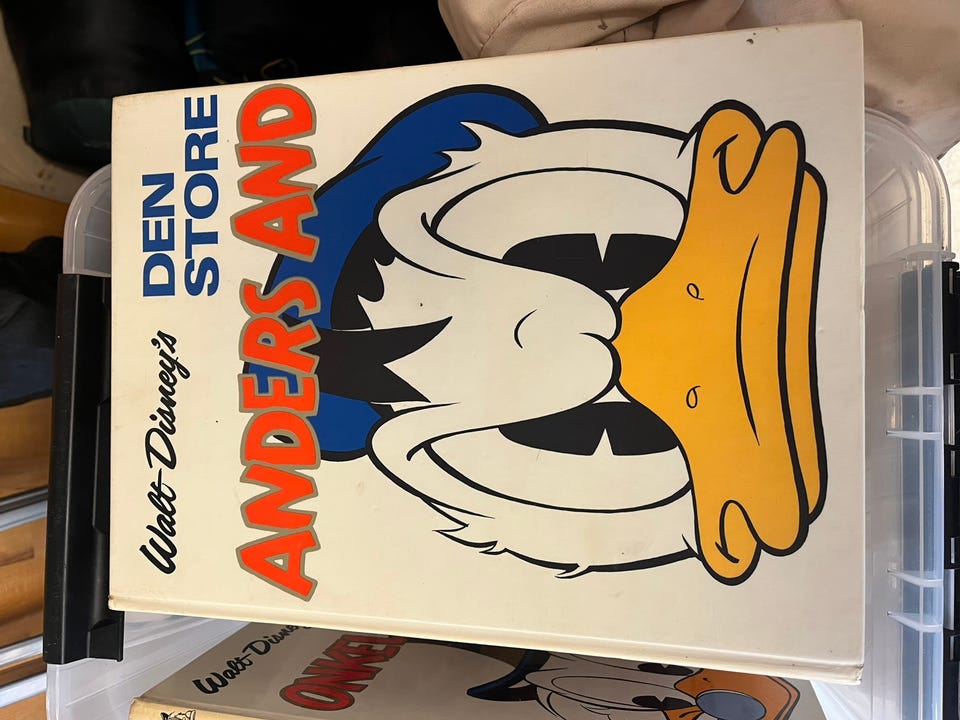 Walt Disney's
DEN
STORE
ANDERS AND
Walt Disney
ONKEL